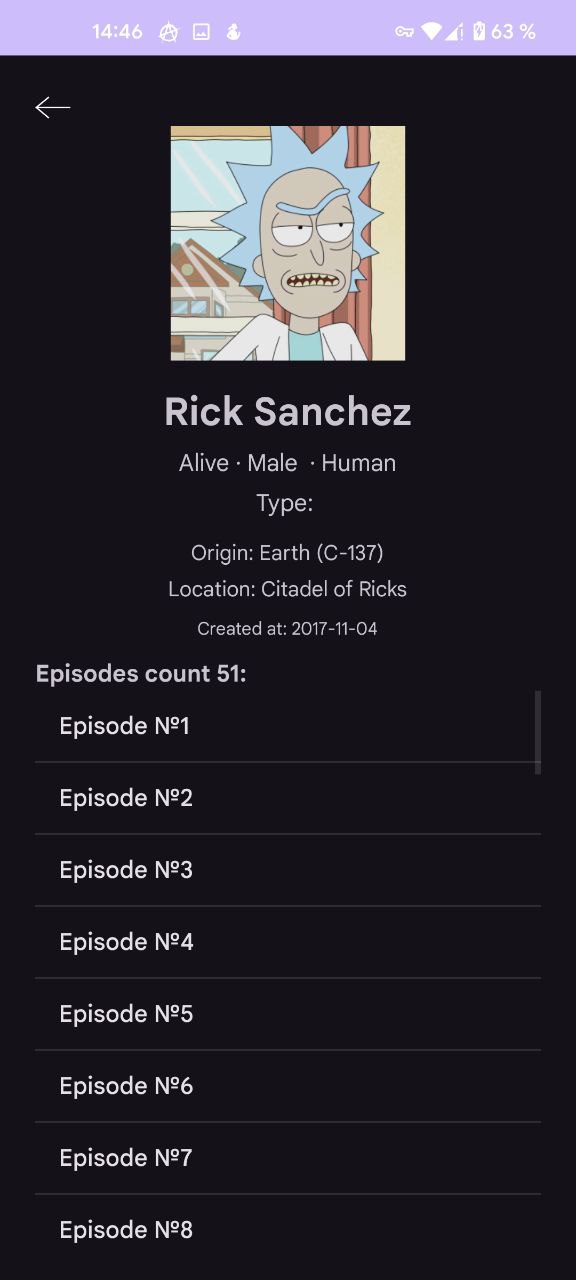 14:46 63 %
Rick Sanchez
Alive · Male · Human
Type:
Origin: Earth (C-137)
Location: Citadel of Ricks
Created at: 2017-11-04
Episodes count 51:
Episode №1
Episode №2
Episode №3
Episode №4
Episode №5
Episode №6
Episode №7
Episode №8